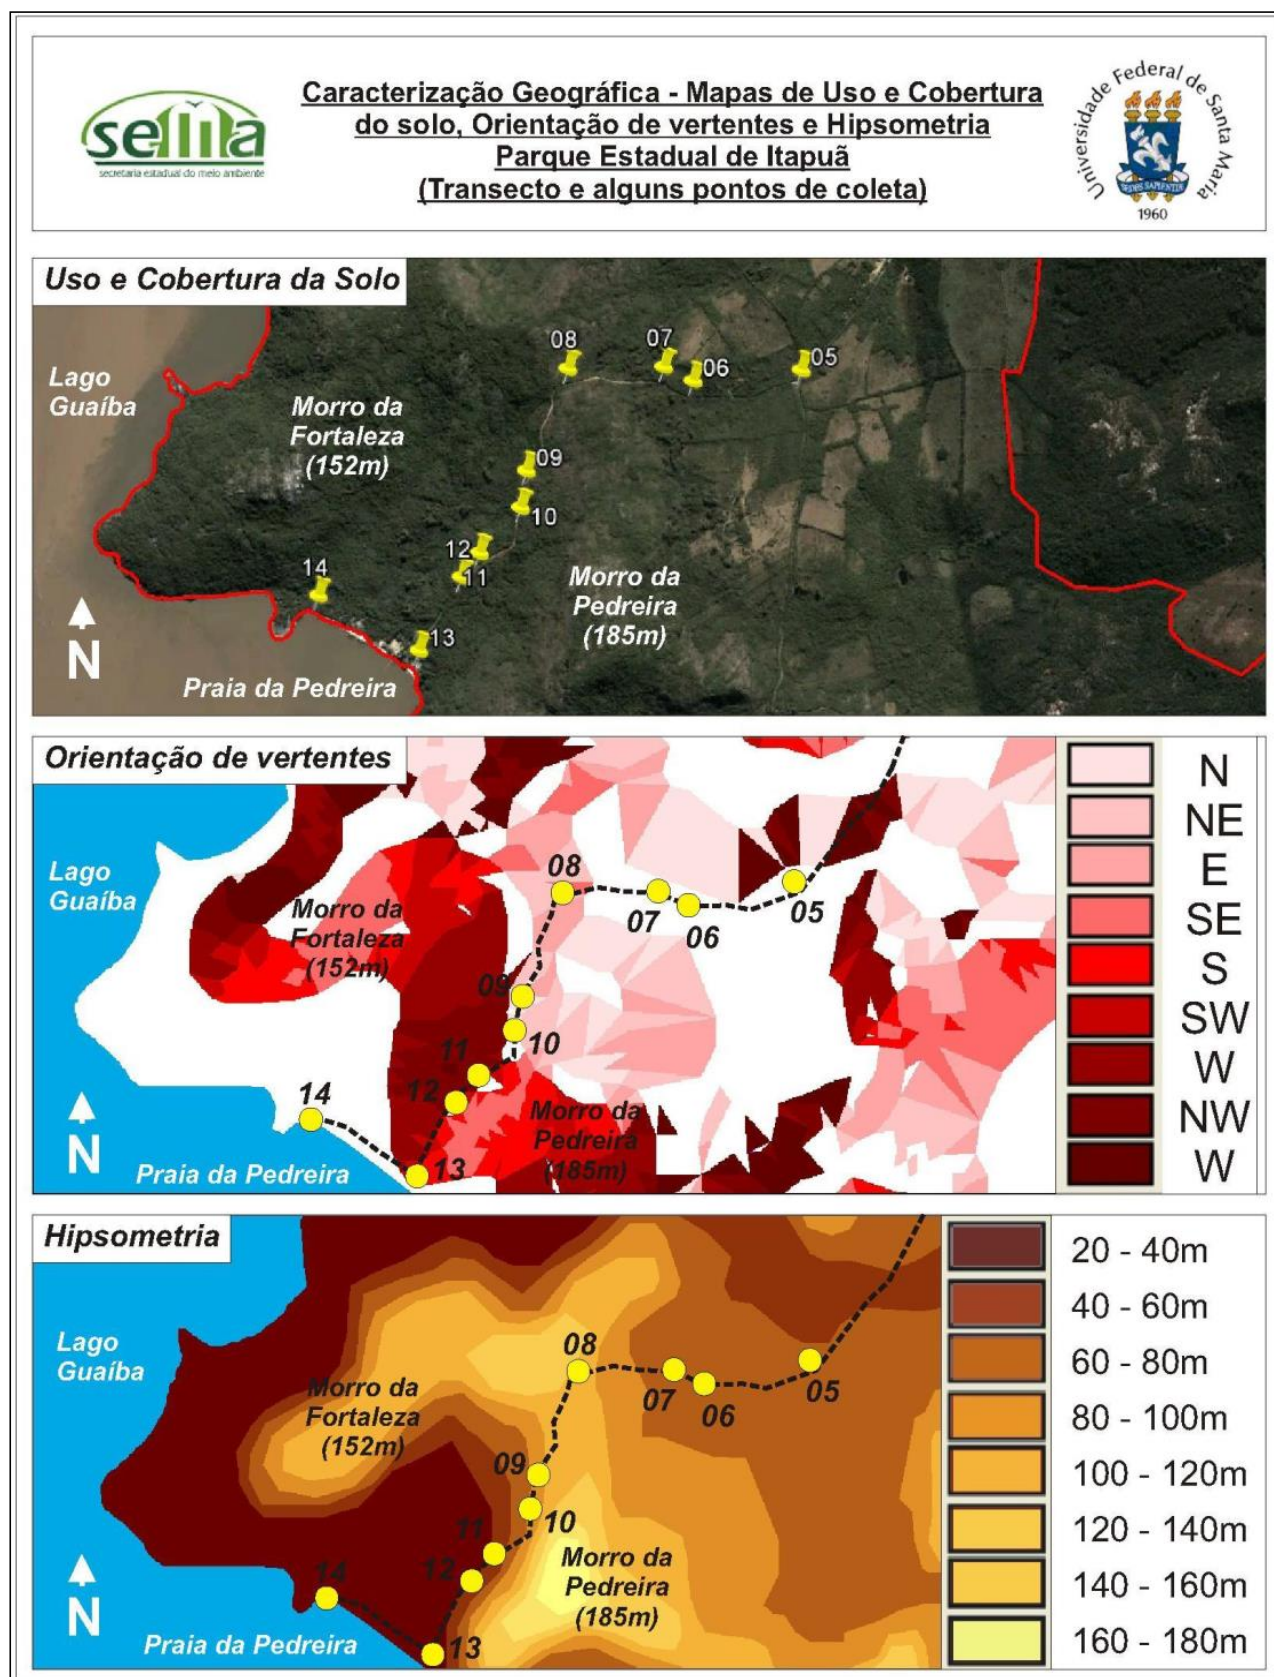 sema
secretaria estadual do meio ambiente
Caracterização Geográfica - Mapas de Uso e Cobertura
do solo, Orientação de vertentes e Hipsometria
Parque Estadual de Itapuã
(Transecto e alguns pontos de coleta)
Universidade Federal de Santa Maria
SEDES SAPIENTIAE
1960
Uso e Cobertura da Solo
Lago
Guaíba
Morro da
Fortaleza
(152m)
08
07
06
05
09
10
12
11
14
13
Morro da
Pedreira
(185m)
N
Praia da Pedreira
Orientação de vertentes
Lago
Guaíba
Morro da
Fortaleza
(152m)
08
07
06
05
09
10
11
12
14
13
Morro da
Pedreira
(185m)
N
Praia da Pedreira
N
NE
E
SE
S
SW
W
NW
W
Hipsometria
Lago
Guaíba
Morro da
Fortaleza
(152m)
08
07
06
05
09
10
11
12
14
13
Morro da
Pedreira
(185m)
N
Praia da Pedreira
20 - 40m
40 - 60m
60 - 80m
80 - 100m
100 - 120m
120 - 140m
140 - 160m
160 - 180m